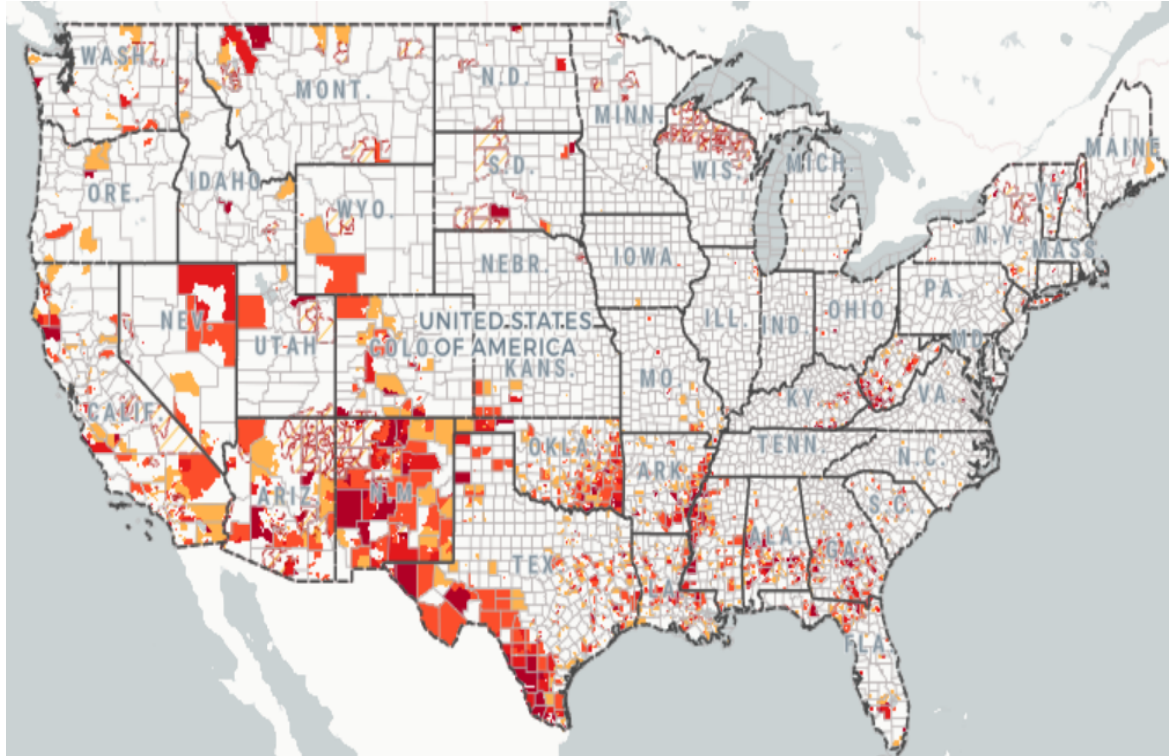 WASH.
MONT.
N.D.
MINN.
MAINE
ORE.
IDAHO
S.D.
WIS.
MICH.
VT.
WYO.
N.Y.
MASS
NEBR
IOWA
PA
NEV.
UTAH
UNITED STATES
OF AMERICA
COLO
KANS.
ILL
IND
OHIO
MD.
MO.
KY
VA.
CALIF.
ARIZ
N.M.
OKLA.
ARK.
TENN.
N.C.
S.C.
TEX
LA
ALA
GA.
FLA.